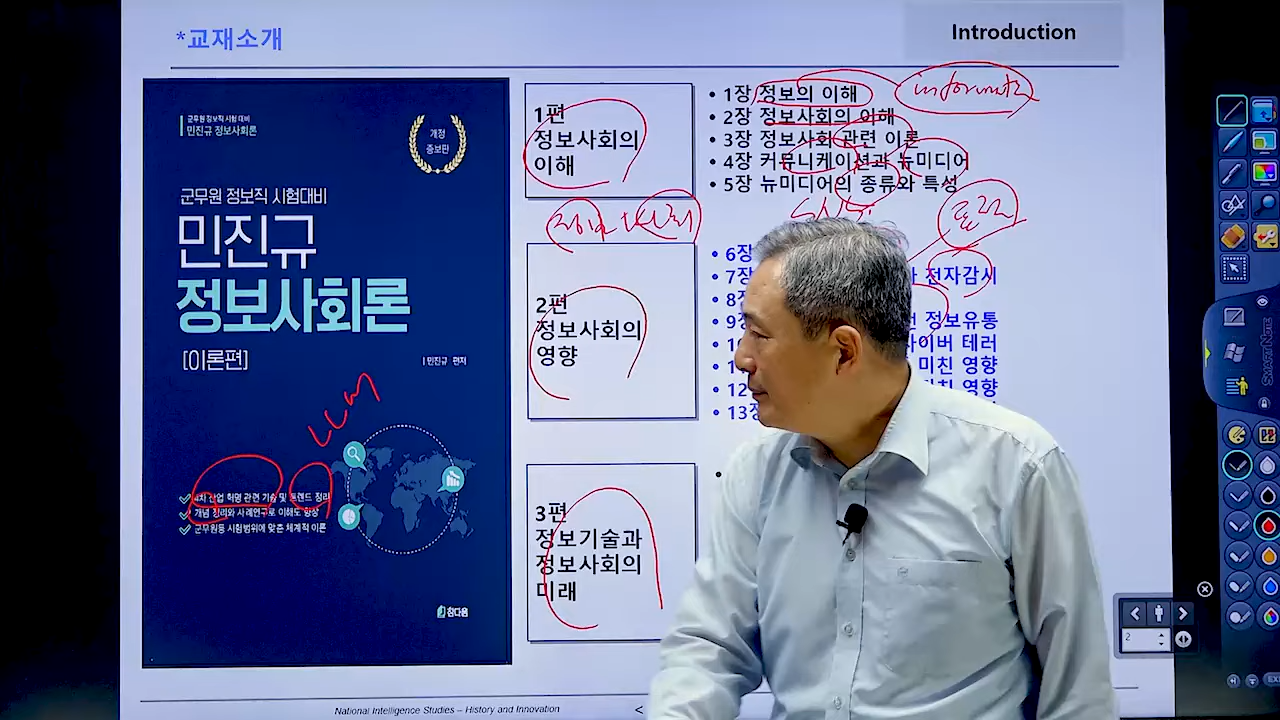 *교재소개
Introduction
군무원 정보직 시험 대비
민진규 정보사회론
개정
증보판
군무원 정보직 시험대비
민진규
정보사회론
[이론편]
민진규 편저
LLM
4차 산업 혁명 관련 기술 및 트렌드 정리
개념 정리와 사례연구로 이해도 향상
군무원동 시험범위에 맞춘 체계적 이론
참다움
1편
정보사회의
이해
• 1장 정보의 이해
• 2장 정보사회의 이해
• 3장 정보사회 관련 이론
• 4장 커뮤니케이션과 뉴미디어
• 5장 뉴미디어의 종류와 특성
SNS
2편
정보사회의
영향
• 6장
• 7장 전자감시
• 8장
• 9장 정보유통
테러
미친 영향
• 12 영향
• 13장
3편
정보기술과
정보사회의
미래
•
National Intelligence Studies – History and Innovation
<
2
SMARTNOTE